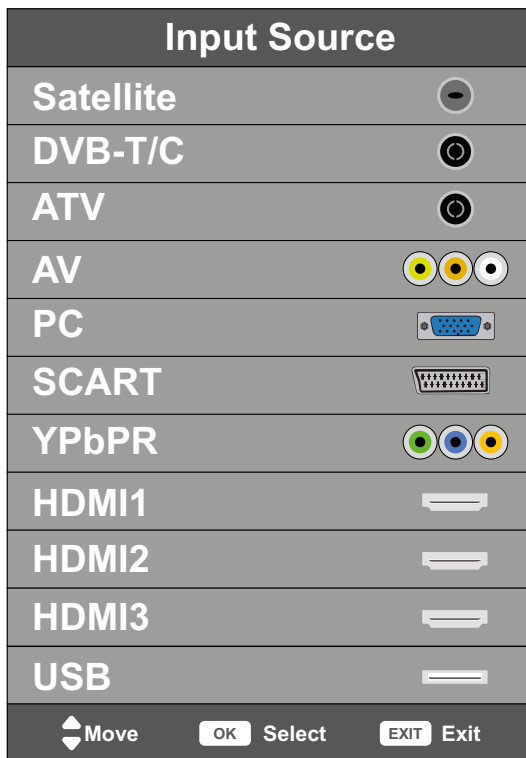 Input Source
Satellite
DVB-T/C
ATV
AV
PC
SCART
YPbPR
HDMI1
HDMI2
HDMI3
USB
Move OK Select EXIT Exit